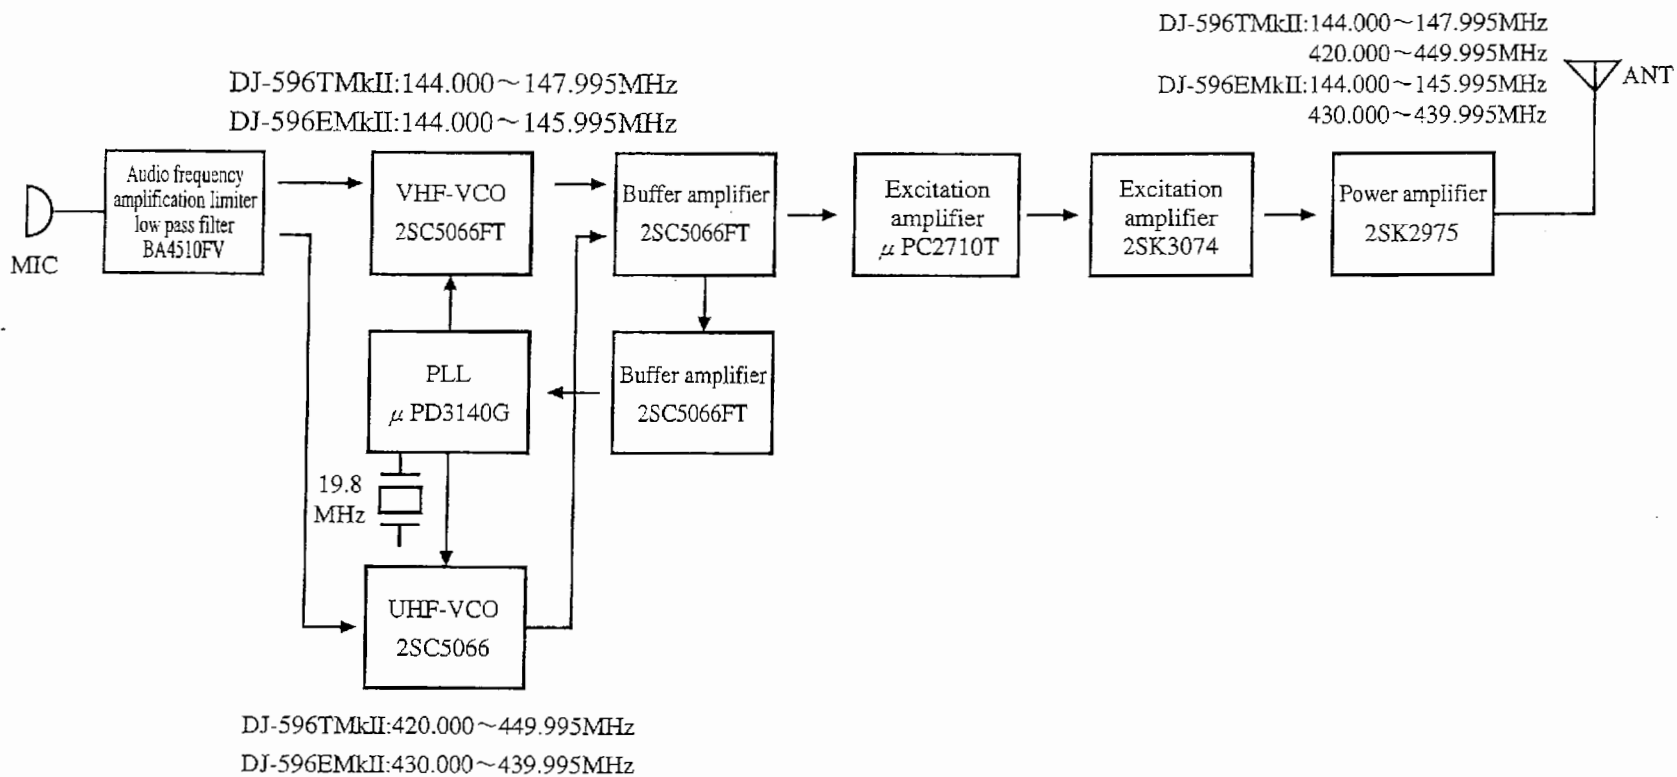 DJ-596TMkII:144.000~147.995MHz
420.000~449.995MHz
DJ-596EMkII:144.000~145.995MHz
430.000~439.995MHz
ANT
DJ-596TMkII:144.000~147.995MHz
DJ-596EMkII:144.000~145.995MHz
MIC
Audio frequency
amplification limiter
low pass filter
BA4510FV
VHF-VCO
2SC5066FT
Buffer amplifier
2SC5066FT
Excitation
amplifier
μPC2710T
Excitation
amplifier
2SK3074
Power amplifier
2SK2975
PLL
μPD3140G
Buffer amplifier
2SC5066FT
19.8
MHz
UHF-VCO
2SC5066
DJ-596TMkII:420.000~449.995MHz
DJ-596EMkII:430.000~439.995MHz